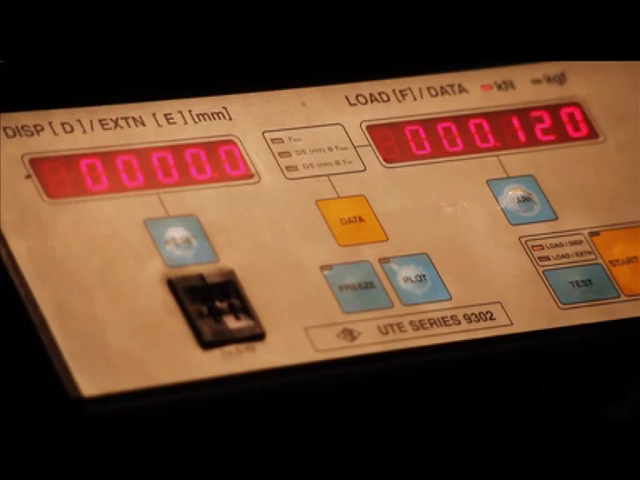 DISP [ D ] / EXTN [ E ] [mm]
LOAD [F] / DATA kN kgf
0000.0
000.120
DATA
FREEZE
PLOT
LOAD / DISP
LOAD / EXTN
TEST
START
UTE SERIES 9302